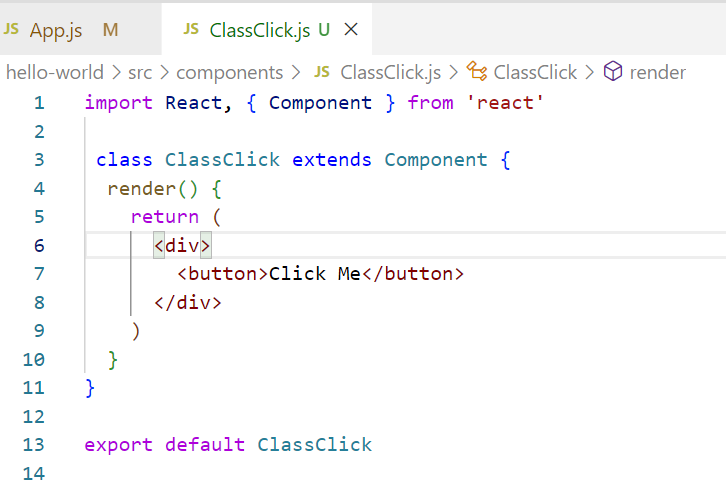 JS App.js M JS ClassClick.js U ×
hello-world > src > components > JS ClassClick.js > ClassClick > render
1 import React, { Component } from 'react'
2
3 class ClassClick extends Component {
4 render() {
5 return (
6 <div>
7 <button>Click Me</button>
8 </div>
9 )
10 }
11 }
12
13 export default ClassClick
14